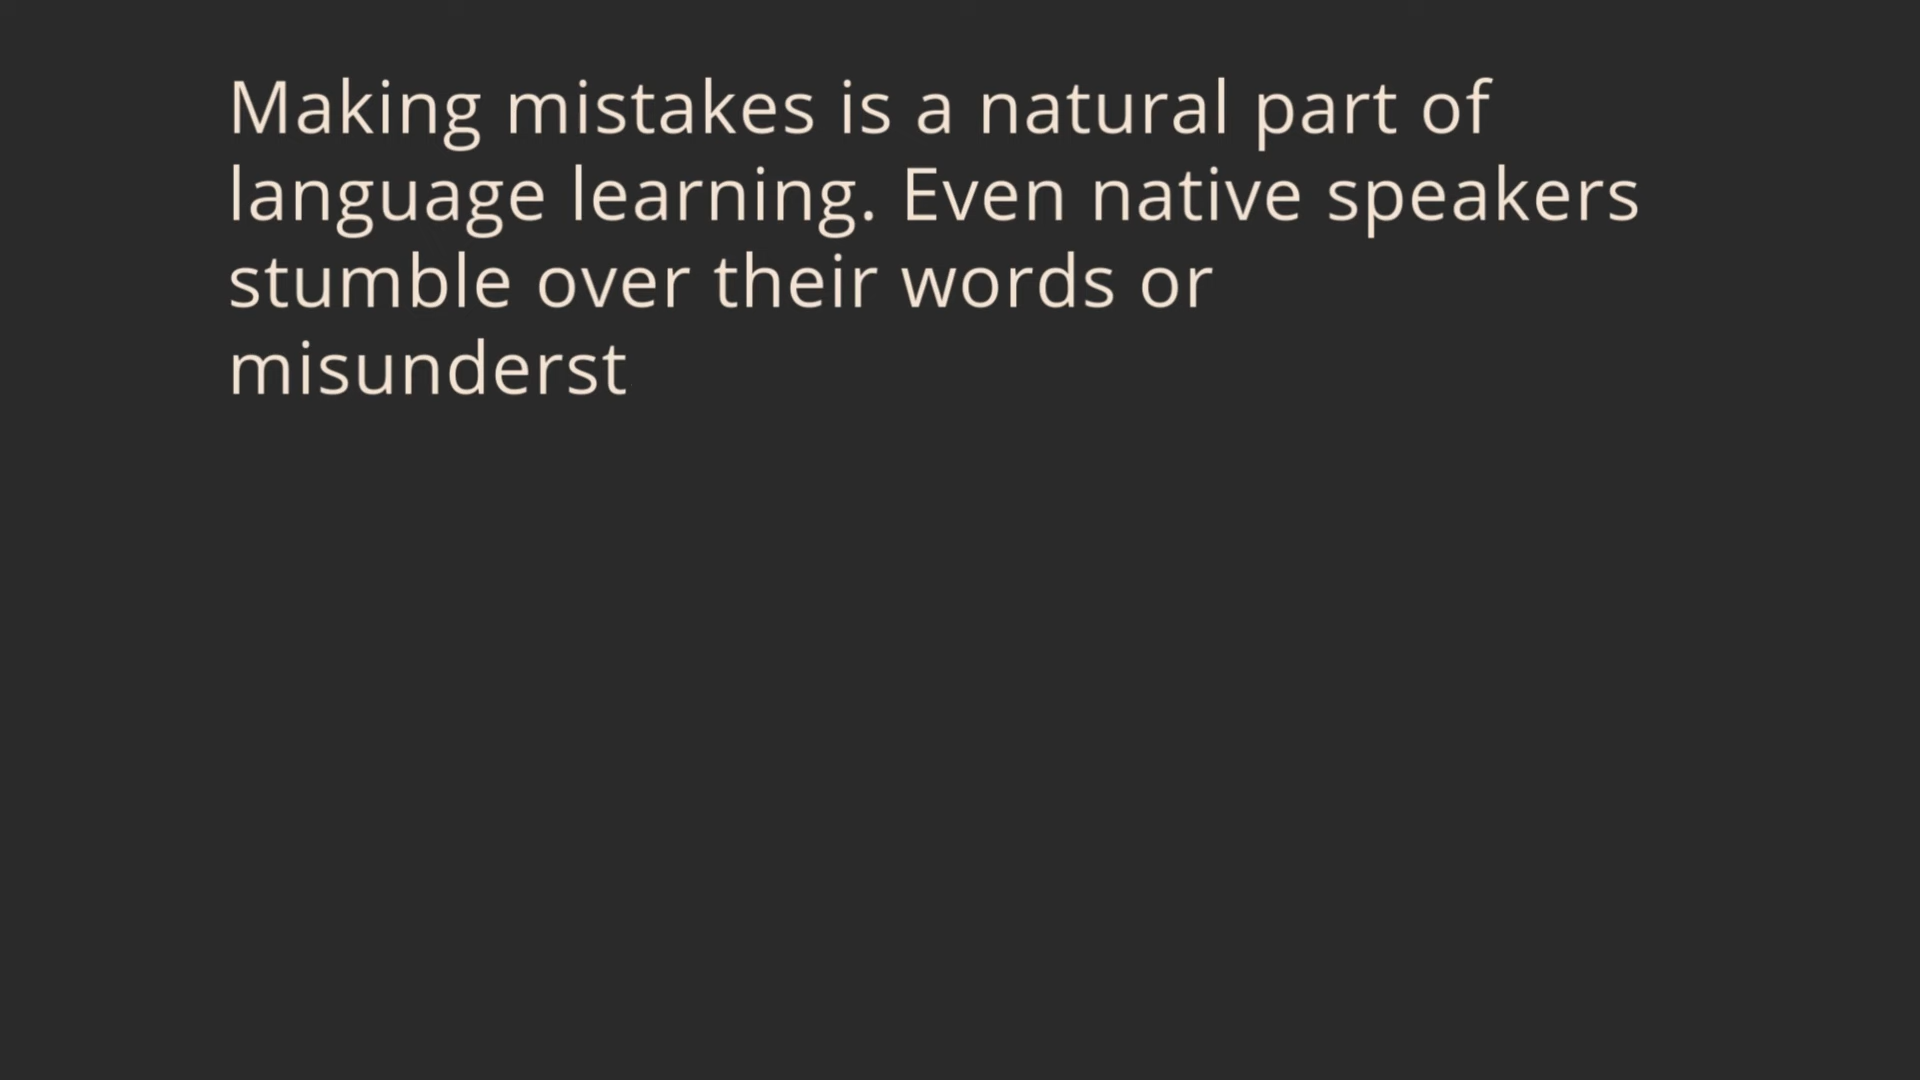 Making mistakes is a natural part of
language learning. Even native speakers
stumble over their words or
misunderst